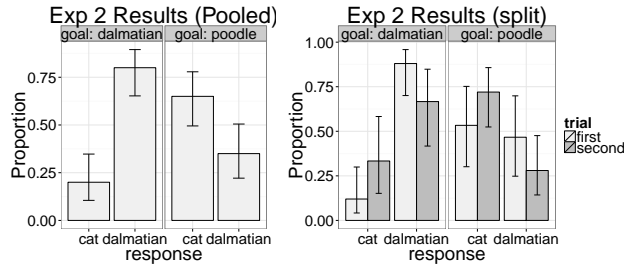 Exp 2 Results (Pooled)
goal: dalmatian goal: poodle
Proportion
0.75
0.50
0.25
0.00
cat dalmatian cat dalmatian
response
Exp 2 Results (split)
goal: dalmatian goal: poodle
Proportion
1.00
0.75
0.50
0.25
0.00
cat dalmatian cat dalmatian
response
trial
first
second